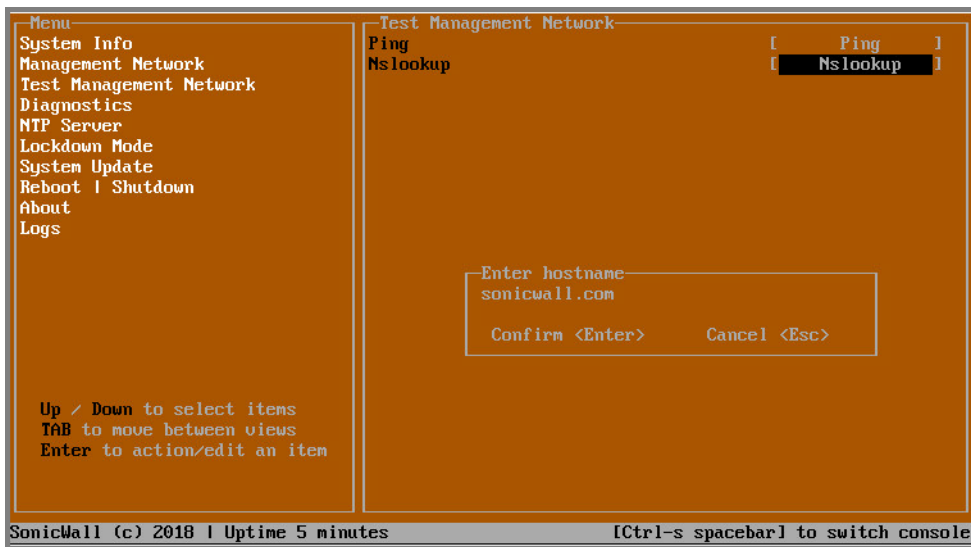 Menu
System Info
Management Network
Test Management Network
Diagnostics
NTP Server
Lockdown Mode
System Update
Reboot | Shutdown
About
Logs
Up / Down to select items
TAB to move between views
Enter to action/edit an item
Test Management Network
Ping [ Ping ]
Nslookup [ Nslookup ]
Enter hostname
sonicwall.com
Confirm <Enter> Cancel <Esc>
SonicWall (c) 2018 | Uptime 5 minutes [Ctrl-s spacebar] to switch console